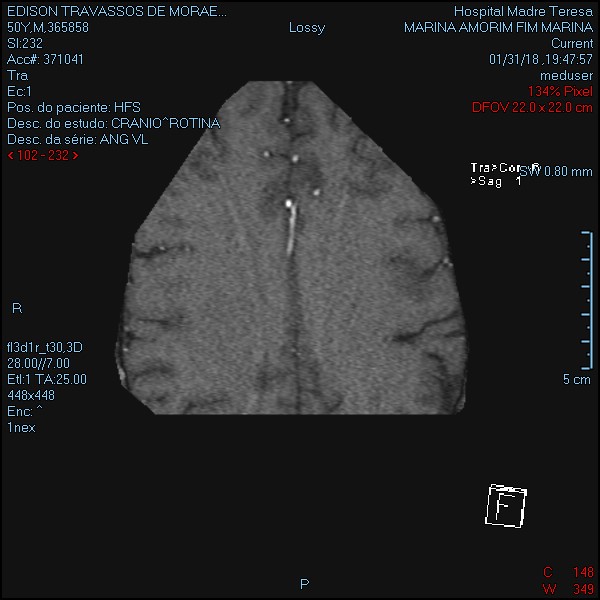 EDISON TRAVASSOS DE MORAE...
50Y,M,365858
Sl:232
Acc#: 371041
Tra
Ec:1
Pos. do paciente: HFS
Desc. do estudo: CRANIO^ROTINA
Desc. da série: ANG VL
< 102 - 232 >
Lossy
Hospital Madre Teresa
MARINA AMORIM FIM MARINA
Current
01/31/18 ,19:47:57
meduser
134% Pixel
DFOV 22.0 x 22.0 cm
Tra>Cor
SW 0.80 mm
>Sag 1
R
fl3d1r_t30,3D
28.00//7.00
Etl:1 TA:25.00
448x448
Enc: ^
1nex
5 cm
F
P
C 148
W 349